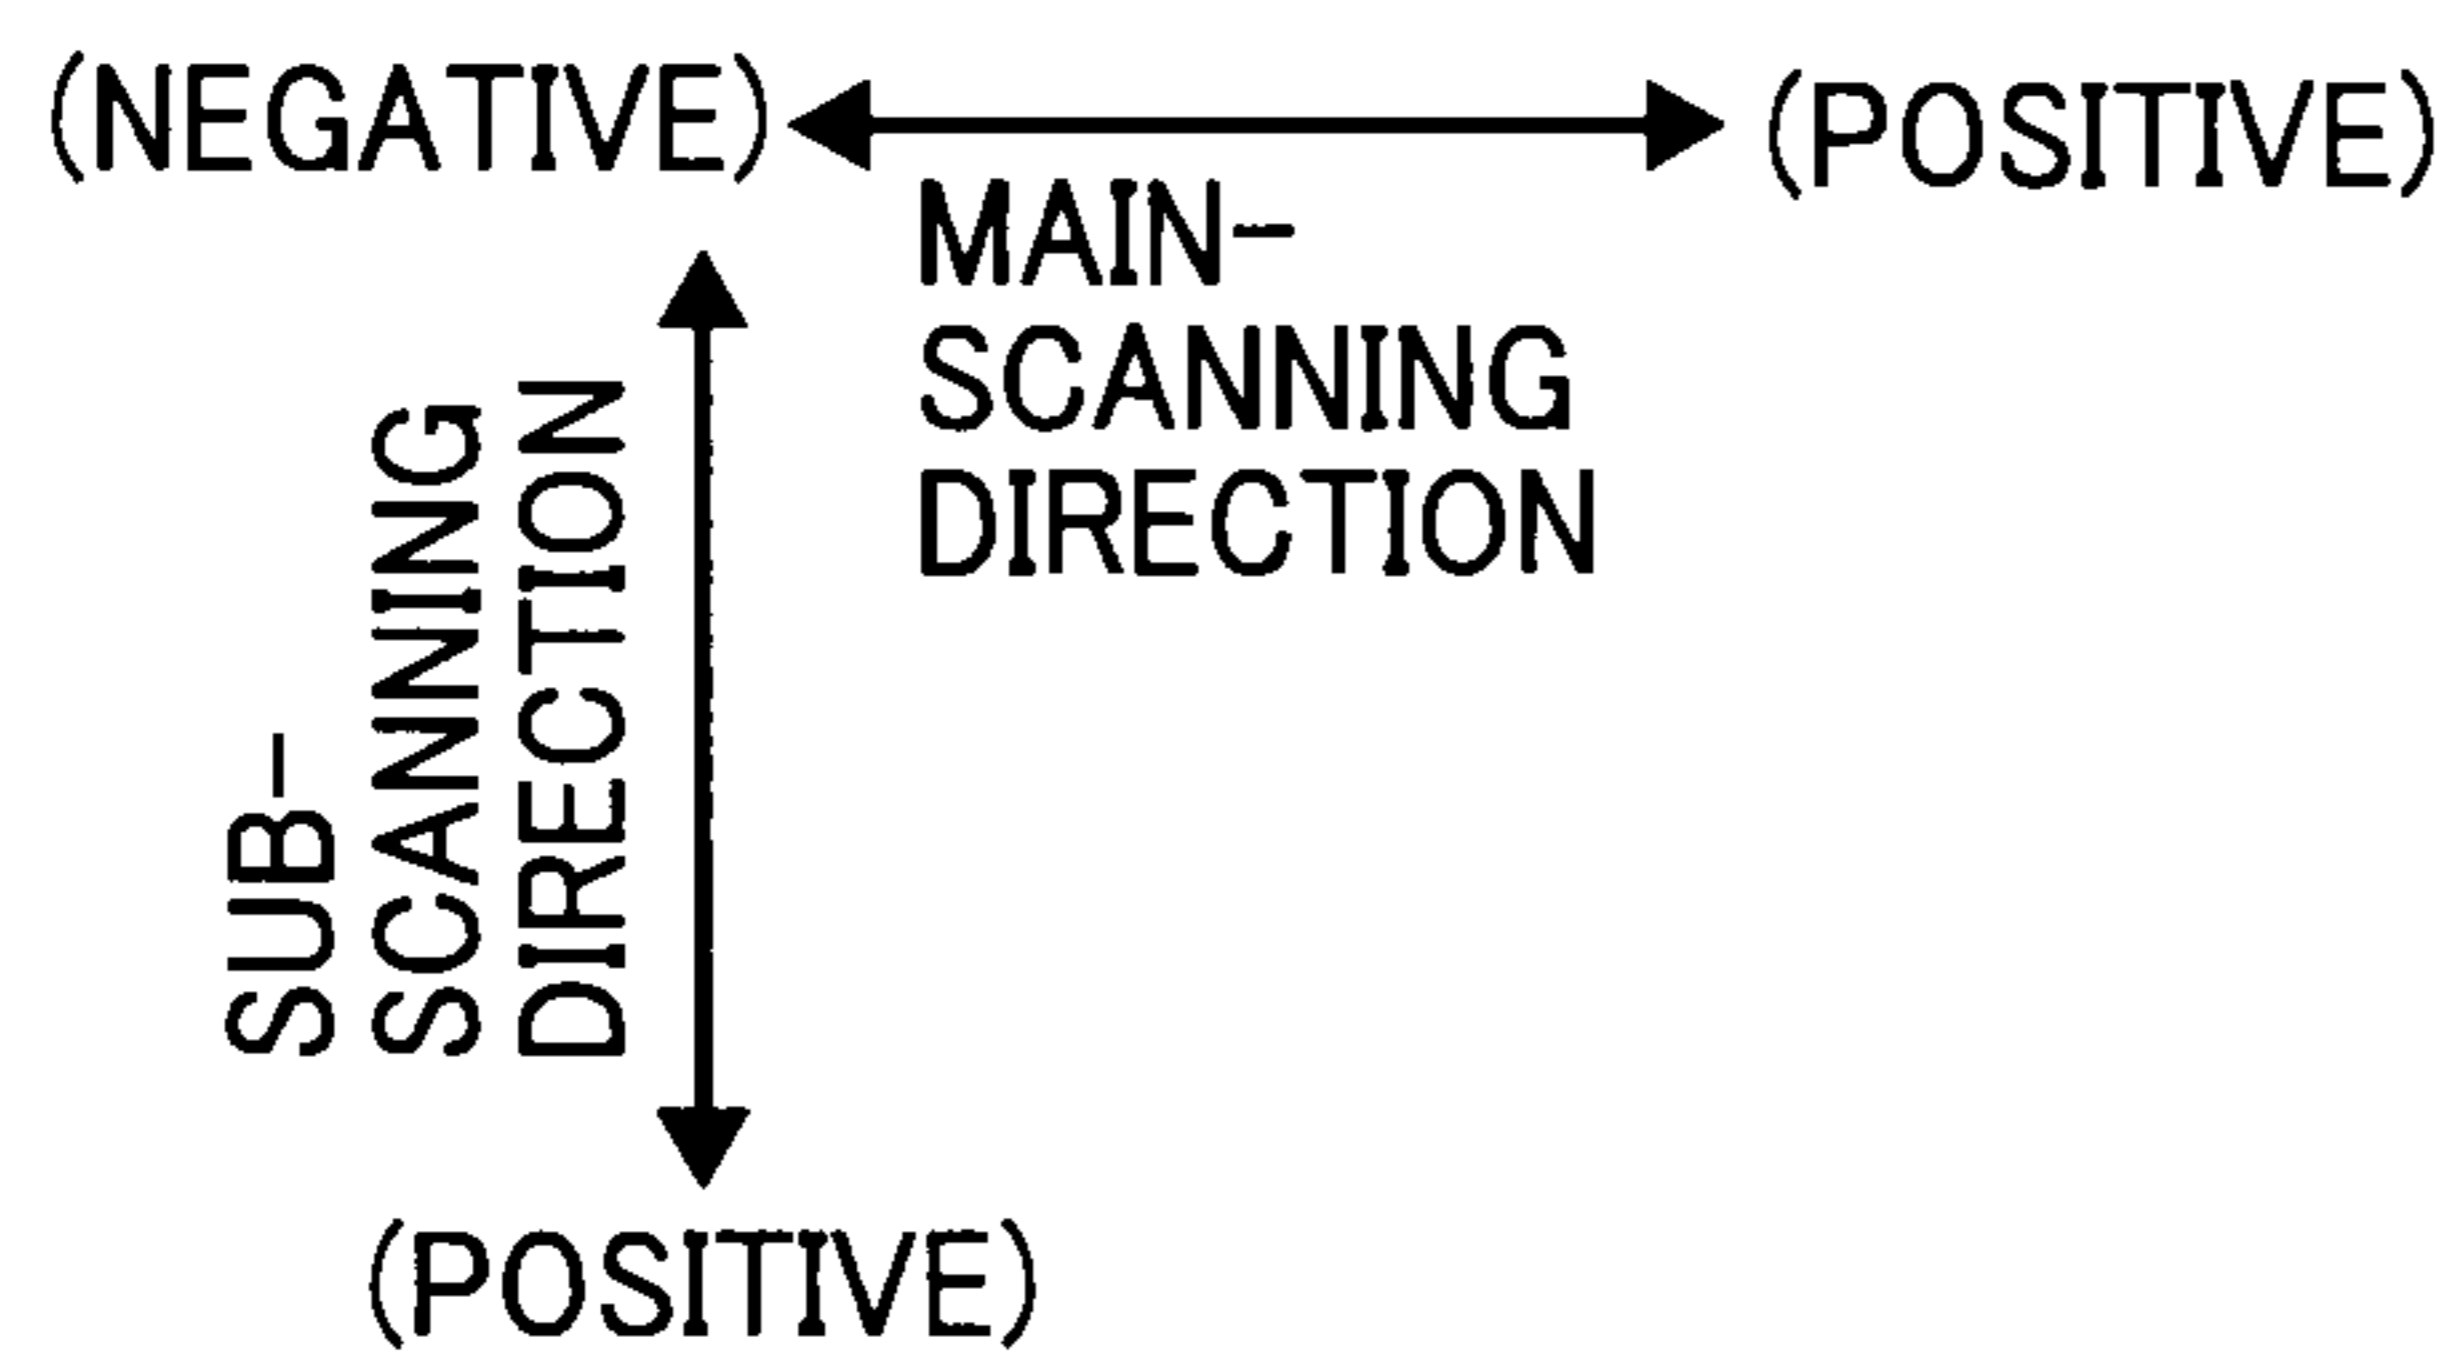 (NEGATIVE)
(POSITIVE)
MAIN-
SCANNING
DIRECTION
SUB-
SCANNING
DIRECTION
(POSITIVE)